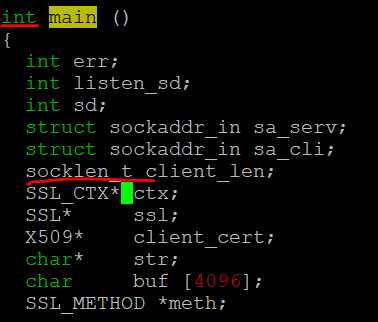 int main ()
{
  int err;
  int listen_sd;
  int sd;
  struct sockaddr_in sa_serv;
  struct sockaddr_in sa_cli;
  socklen_t client_len;
  SSL_CTX* ctx;
  SSL*     ssl;
  X509*    client_cert;
  char*    str;
  char     buf [4096];
  SSL_METHOD *meth;